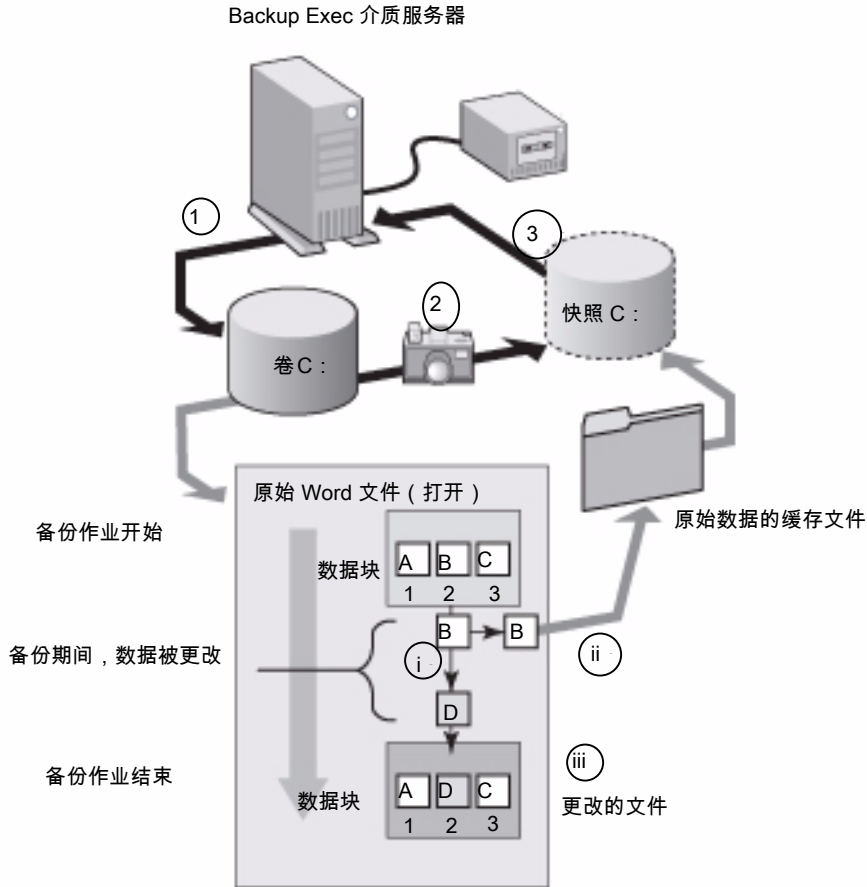 Backup Exec 介质服务器
1
2
3
卷C：
快照 C：
原始 Word 文件（打开）
原始数据的缓存文件
备份作业开始
数据块
A B C
1 2 3
备份期间，数据被更改
B B
i
ii
D
备份作业结束
数据块
A D C
1 2 3
iii
更改的文件